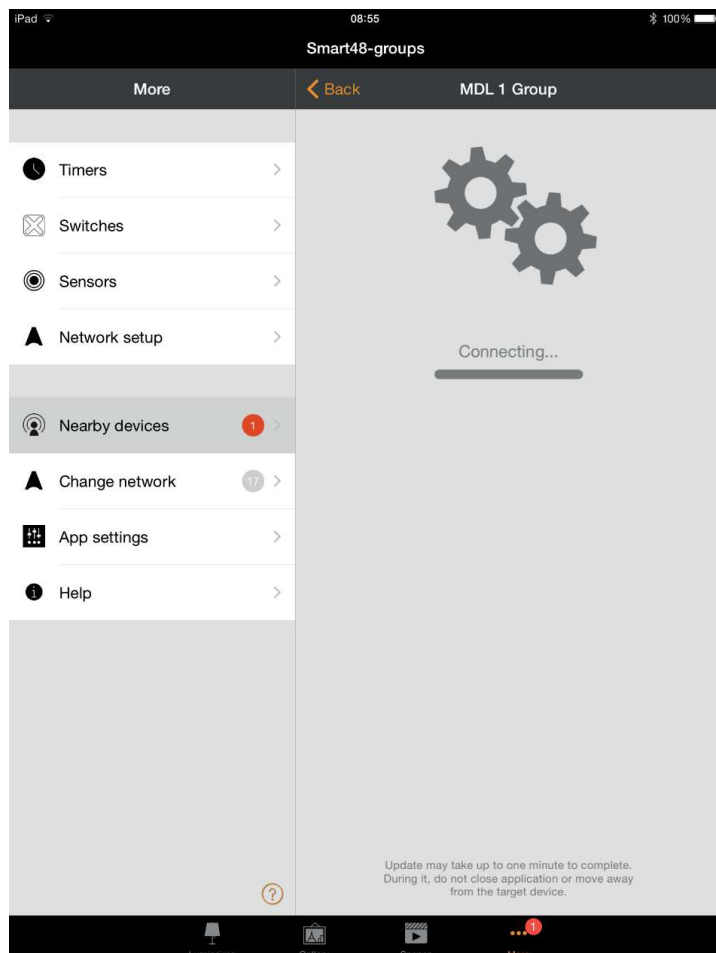 iPad 08:55 100%
Smart48-groups
More
Back MDL 1 Group
Timers
Switches
Sensors
Network setup
Connecting...
Nearby devices 1
Change network 17
App settings
Help
Update may take up to one minute to complete.
During it, do not close application or move away
from the target device.
?
1